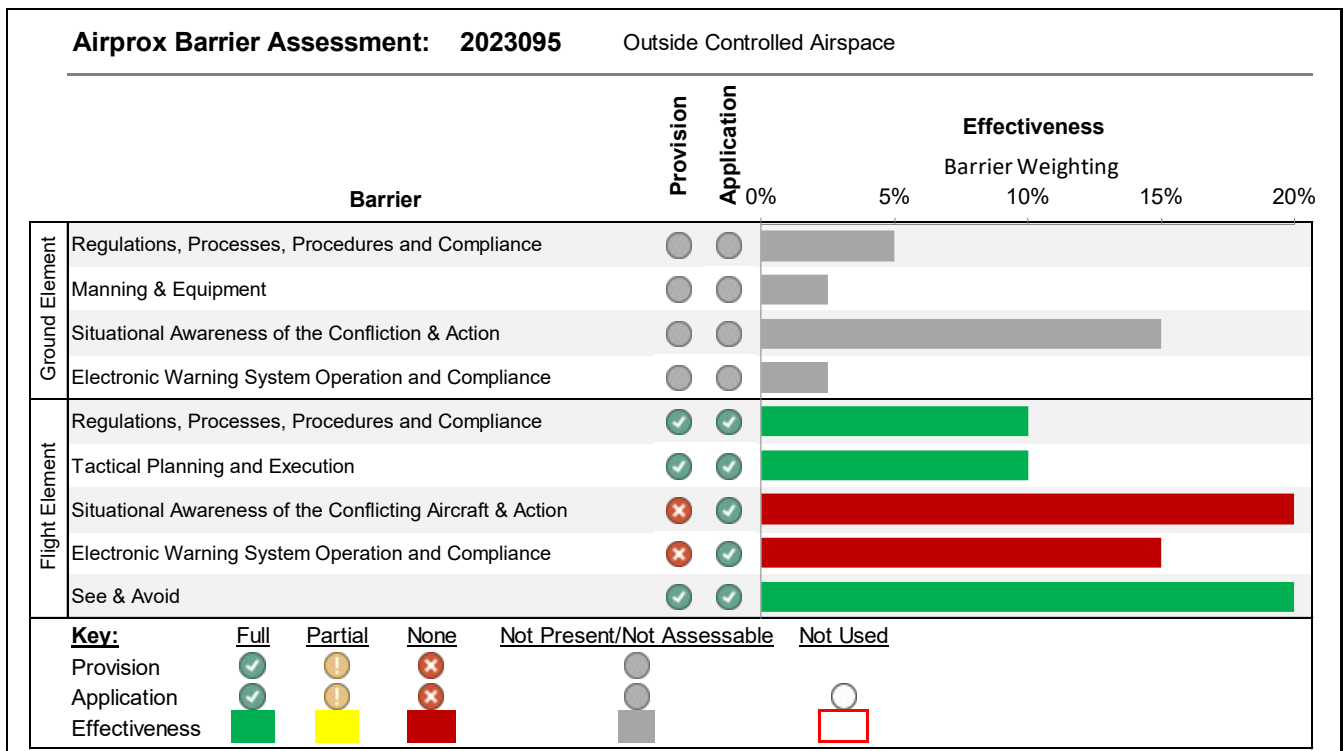 Airprox Barrier Assessment: 2023095 Outside Controlled Airspace
Barrier
Provision
Application
Effectiveness
Barrier Weighting
0% 5% 10% 15% 20%
Ground Element
Regulations, Processes, Procedures and Compliance
Manning & Equipment
Situational Awareness of the Confliction & Action
Electronic Warning System Operation and Compliance
Flight Element
Regulations, Processes, Procedures and Compliance
Tactical Planning and Execution
Situational Awareness of the Conflicting Aircraft & Action
Electronic Warning System Operation and Compliance
See & Avoid
Key: Full Partial None Not Present/Not Assessable Not Used
Provision
Application
Effectiveness